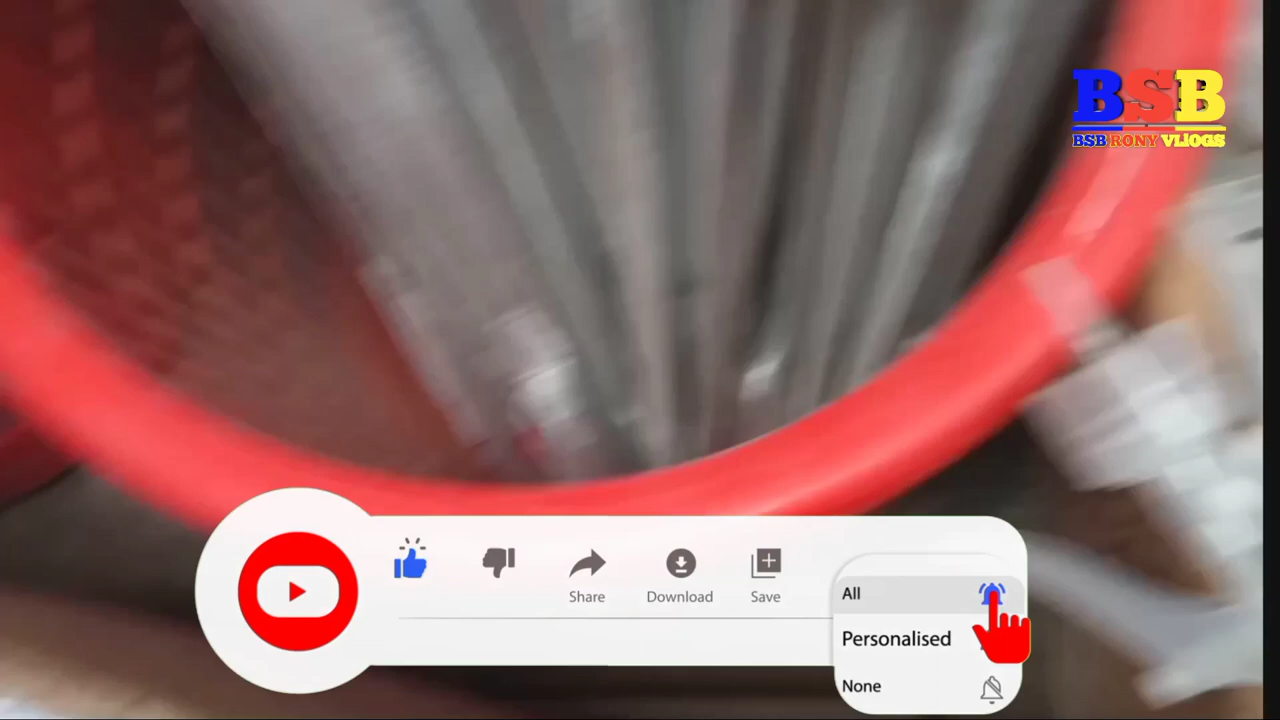 BSB
BSB RONY VLOGS
Share
Download
Save
All
Personalised
None